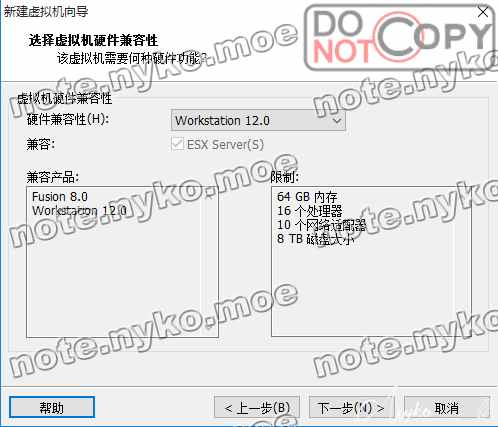 新建虚拟机向导
DO NOT COPY
选择虚拟机硬件兼容性
该虚拟机需要何种硬件功能?
note.nyko.moe
note.nyko.moe
虚拟机硬件兼容性
硬件兼容性(H):
Workstation 12.0
兼容:
ESX Server(S)
note.nyko.moe
note.nyko.moe
兼容产品:
限制:
Fusion 8.0
Workstation 12.0
64 GB 内存
16 个处理器
10 个网络适配器
8 TB 磁盘大小
note.nyko.moe
note.nyko.moe
note.nyko.moe
note.nyko.moe
帮助
< 上一步(B)
下一步(N) >
取消